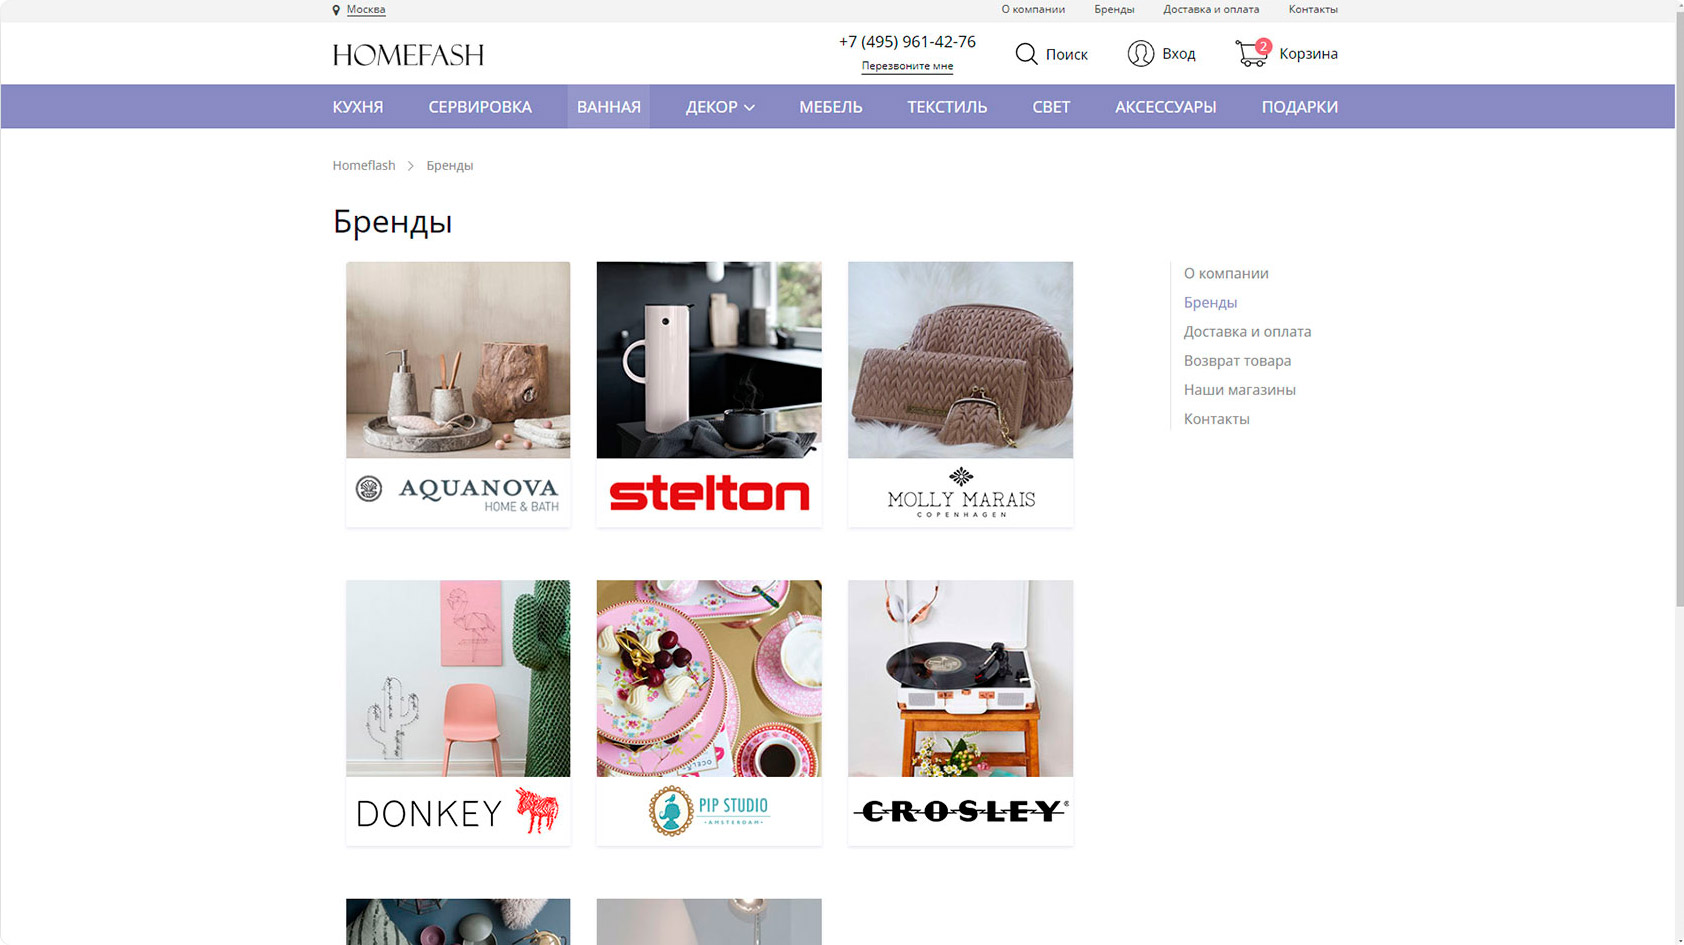 Москва
О компании
Бренды
Доставка и оплата
Контакты
HOMEFASH
+7 (495) 961-42-76
Перезвоните мне
Поиск
Вход
2
Корзина
КУХНЯ
СЕРВИРОВКА
ВАННАЯ
ДЕКОР
МЕБЕЛЬ
ТЕКСТИЛЬ
СВЕТ
АКСЕССУАРЫ
ПОДАРКИ
Homeflash
Бренды
Бренды
О компании
Бренды
Доставка и оплата
Возврат товара
Наши магазины
Контакты
AQUANOVA
HOME & BATH
stelton
MOLLY MARAIS
COPENHAGEN
DONKEY
PIP STUDIO
·AMSTERDAM·
CROSLEY®